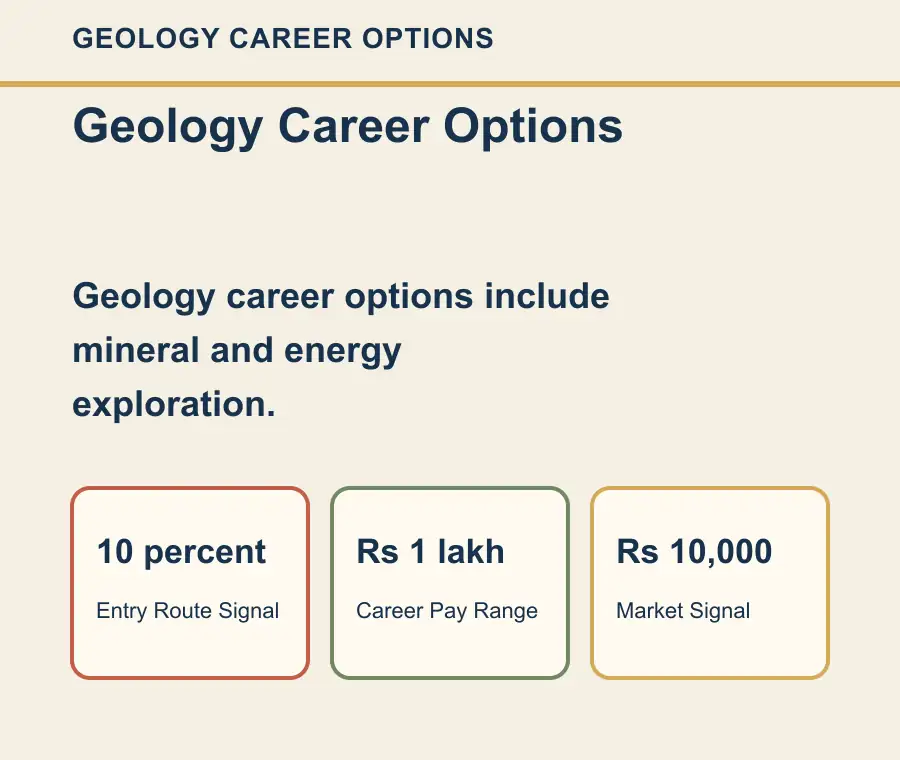 GEOLOGY CAREER OPTIONS
Geology Career Options
Geology career options include
mineral and energy
exploration.
10 percent
Entry Route Signal
Rs 1 lakh
Career Pay Range
Rs 10,000
Market Signal